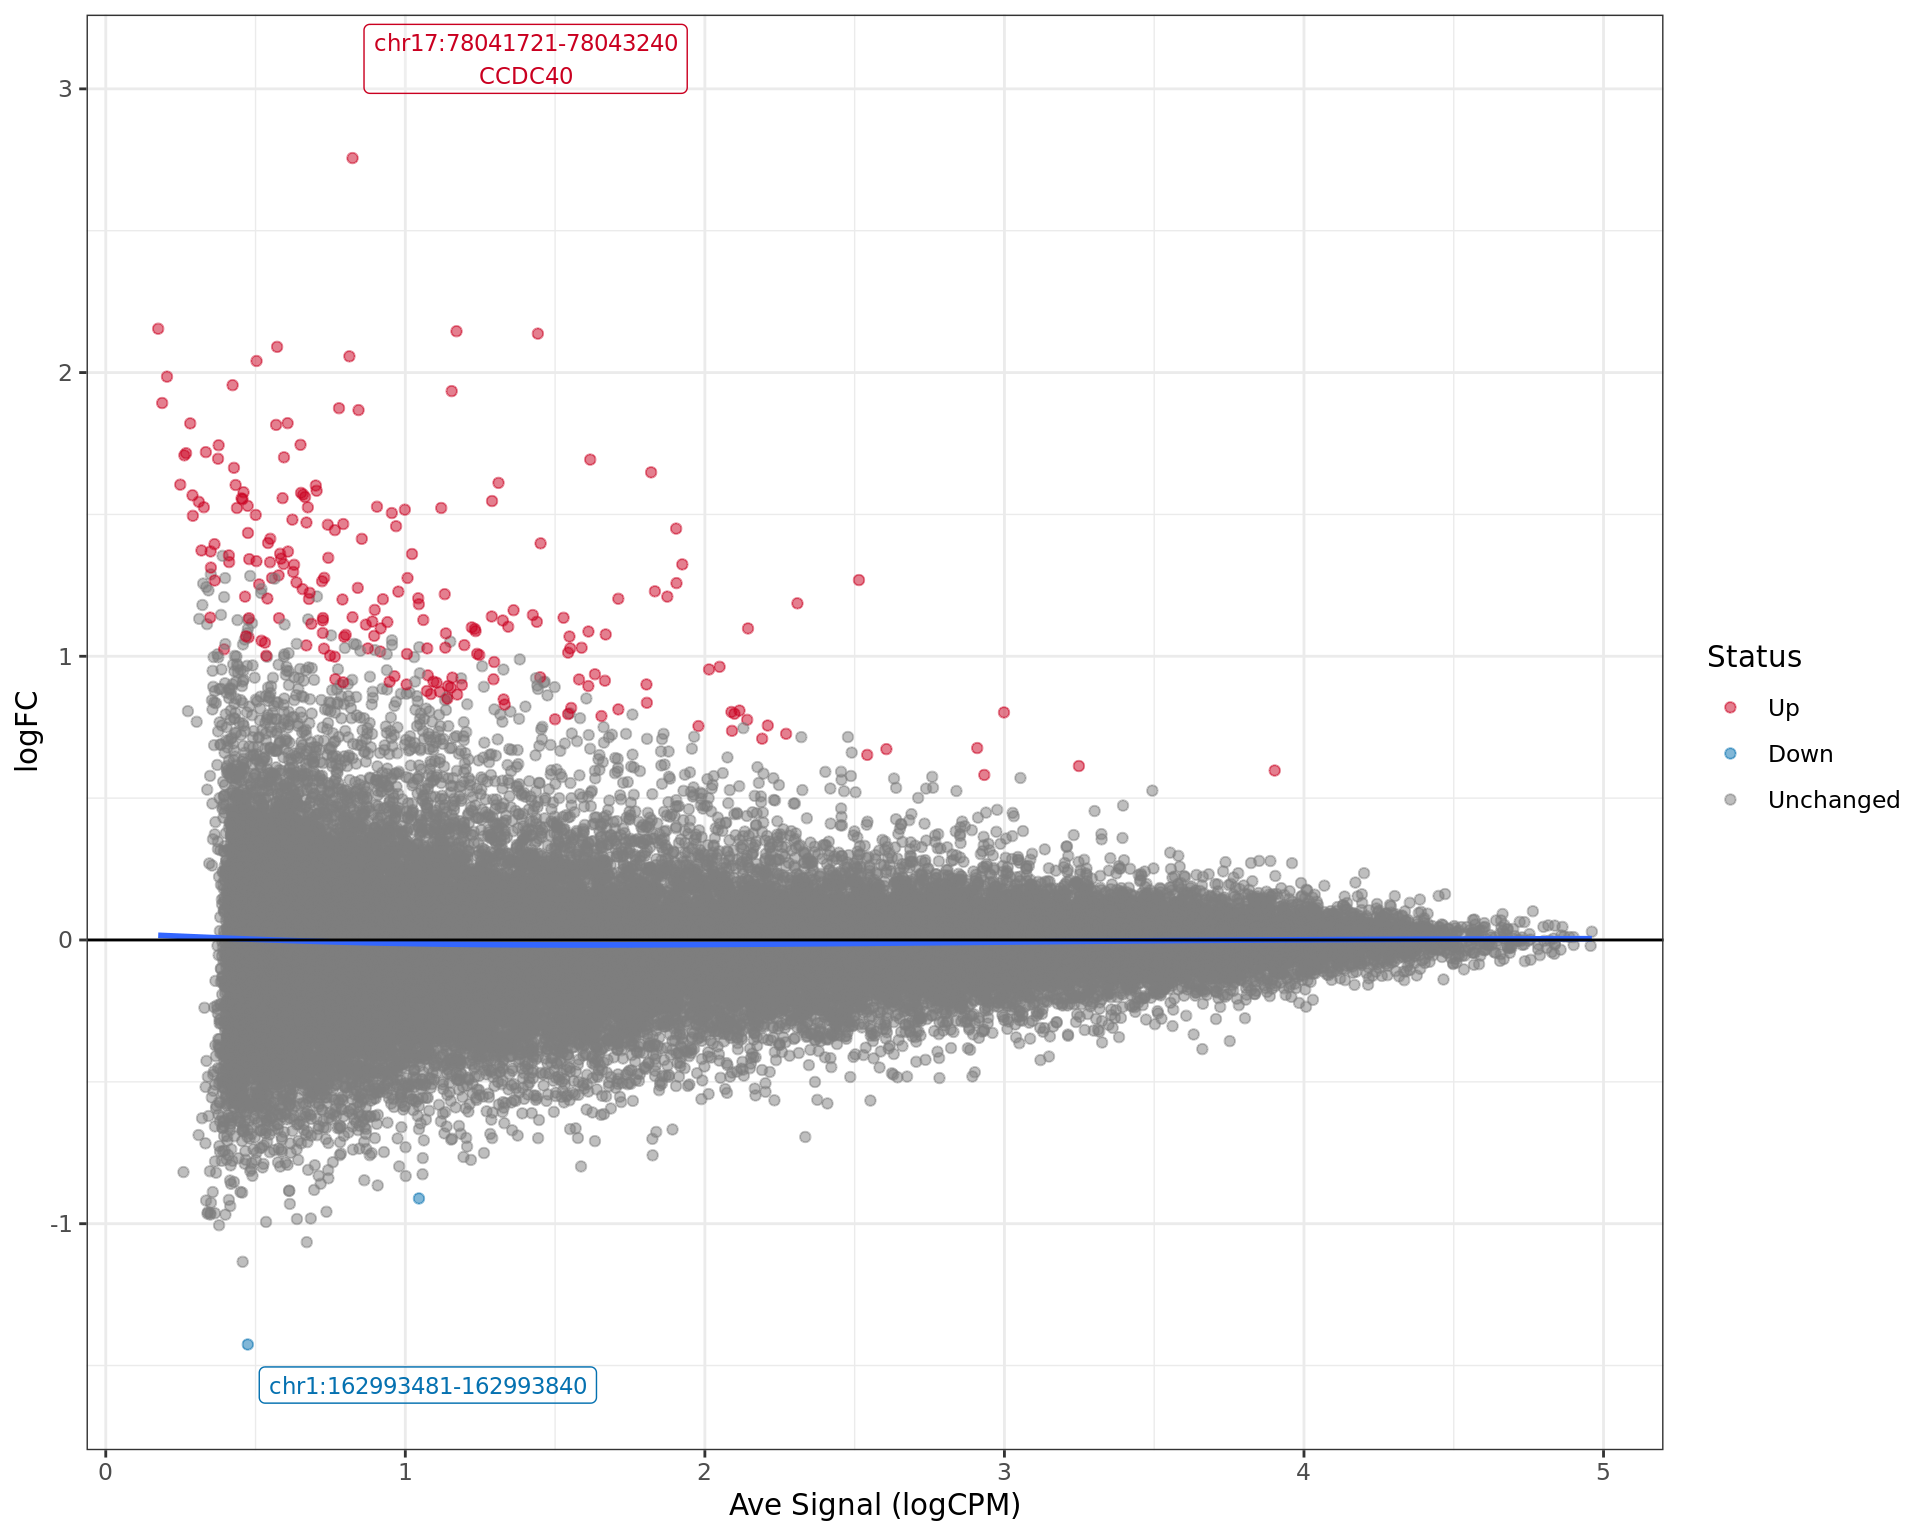 chr17:78041721-78043240
CCDC40
3
2
1
0
-1
logFC
chr1:162993481-162993840
0
1
2
3
4
5
Ave Signal (logCPM)
Status
Up
Down
Unchanged